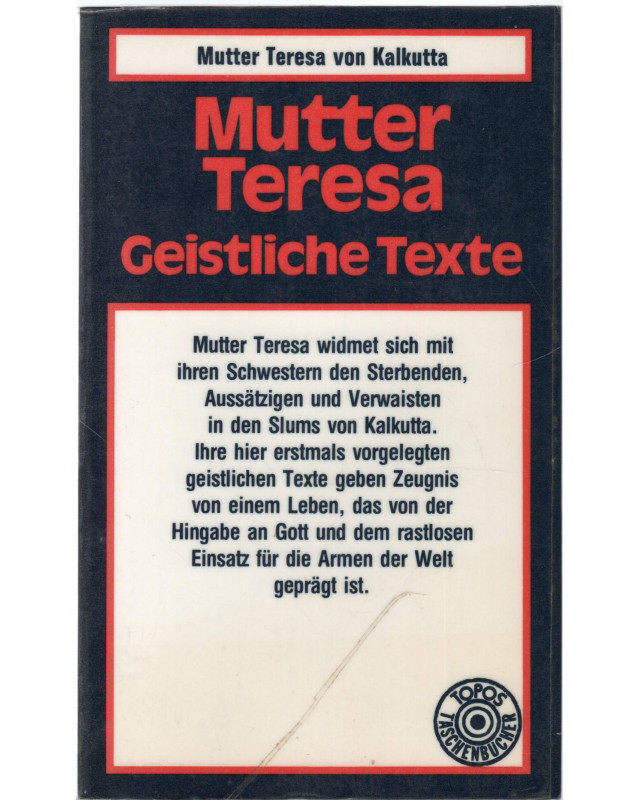 Mutter Teresa von Kalkutta
Mutter
Teresa
Geistliche Texte
Mutter Teresa widmet sich mit
ihren Schwestern den Sterbenden,
Aussätzigen und Verwaisten
in den Slums von Kalkutta.
Ihre hier erstmals vorgelegten
geistlichen Texte geben Zeugnis
von einem Leben, das von der
Hingabe an Gott und dem rastlosen
Einsatz für die Armen der Welt
geprägt ist.
TOPOS
TASCHENBÜCHER